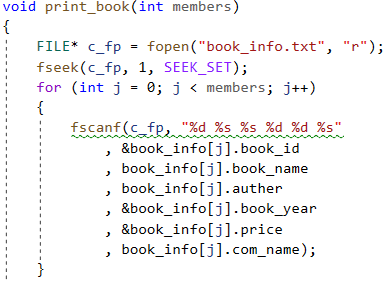 void print_book(int members)
{
FILE* c_fp = fopen("book_info.txt", "r");
fseek(c_fp, 1, SEEK_SET);
for (int j = 0; j < members; j++)
{
fscanf(c_fp, "%d %s %s %d %d %s"
, &book_info[j].book_id
, book_info[j].book_name
, book_info[j].auther
, &book_info[j].book_year
, &book_info[j].price
, book_info[j].com_name);
}